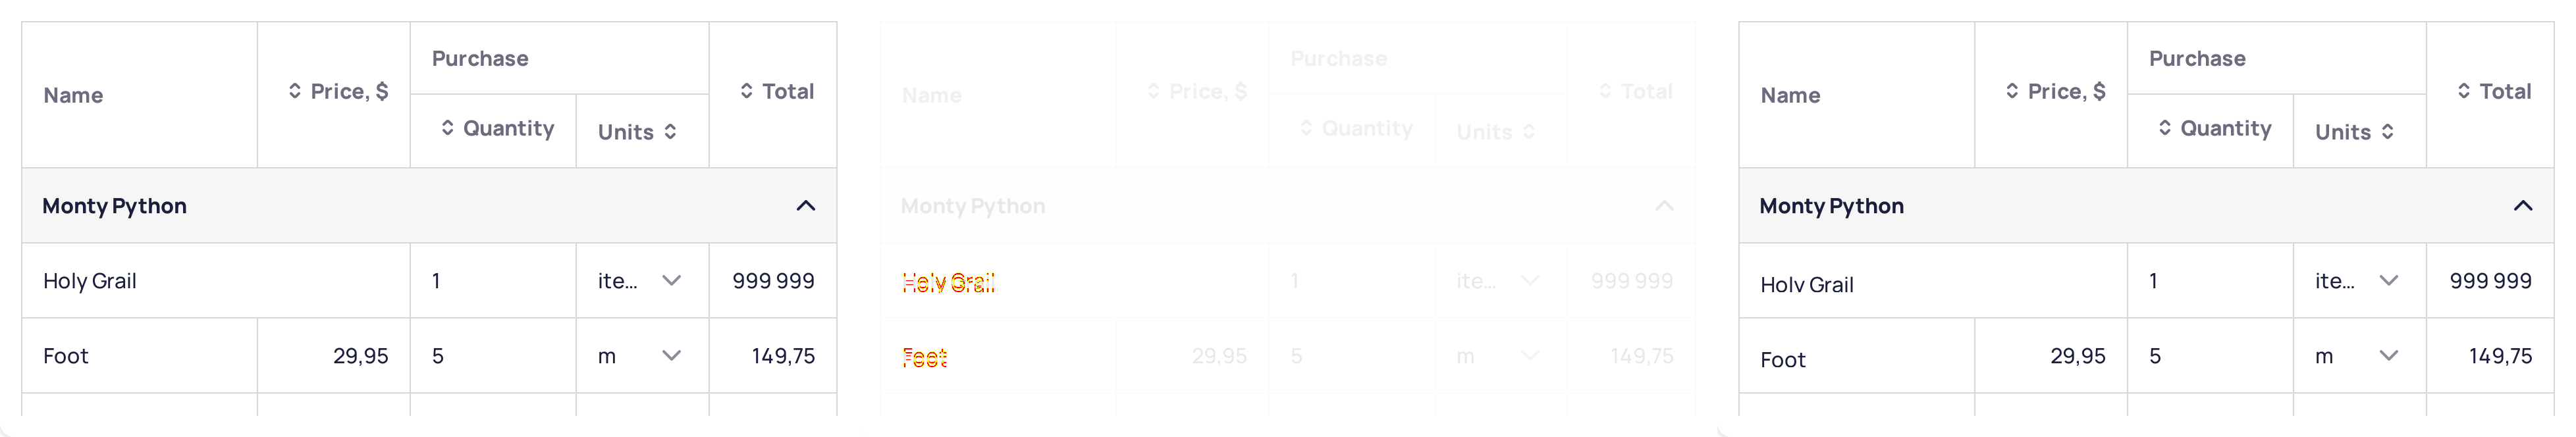 Name Price, $ Purchase Total
Quantity Units
Monty Python
Holy Grail 1 ite... 999 999
Foot 29,95 5 m 149,75
Name Price, $ Purchase Total
Quantity Units
Monty Python
Holy Grail 1 ite... 999 999
Foot 29,95 5 m 149,75
Name Price, $ Purchase Total
Quantity Units
Monty Python
Holy Grail 1 ite... 999 999
Foot 29,95 5 m 149,75